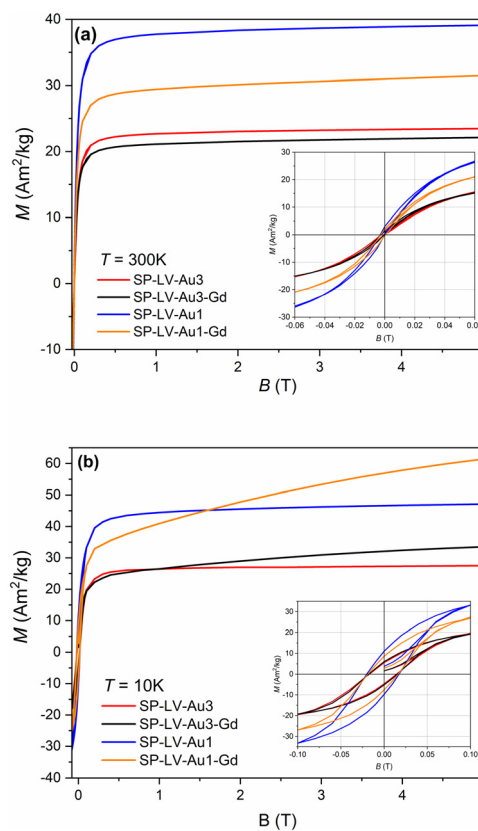 (a)
40
30
20
10
0
-10
M (Am²/kg)
T = 300K
SP-LV-Au3
SP-LV-Au3-Gd
SP-LV-Au1
SP-LV-Au1-Gd
30
20
10
0
-10
-20
-30
M (Am²/kg)
-0.06 -0.04 -0.02 0.00 0.02 0.04
B (T)
0 1 2 3 4
B (T)
(b)
60
50
40
30
20
10
0
-10
-20
-30
-40
M (Am²/kg)
T = 10K
SP-LV-Au3
SP-LV-Au3-Gd
SP-LV-Au1
SP-LV-Au1-Gd
30
20
10
0
-10
-20
-30
M (Am²/kg)
-0.10 -0.05 0.00 0.05 0.10
B (T)
0 1 2 3 4
B (T)